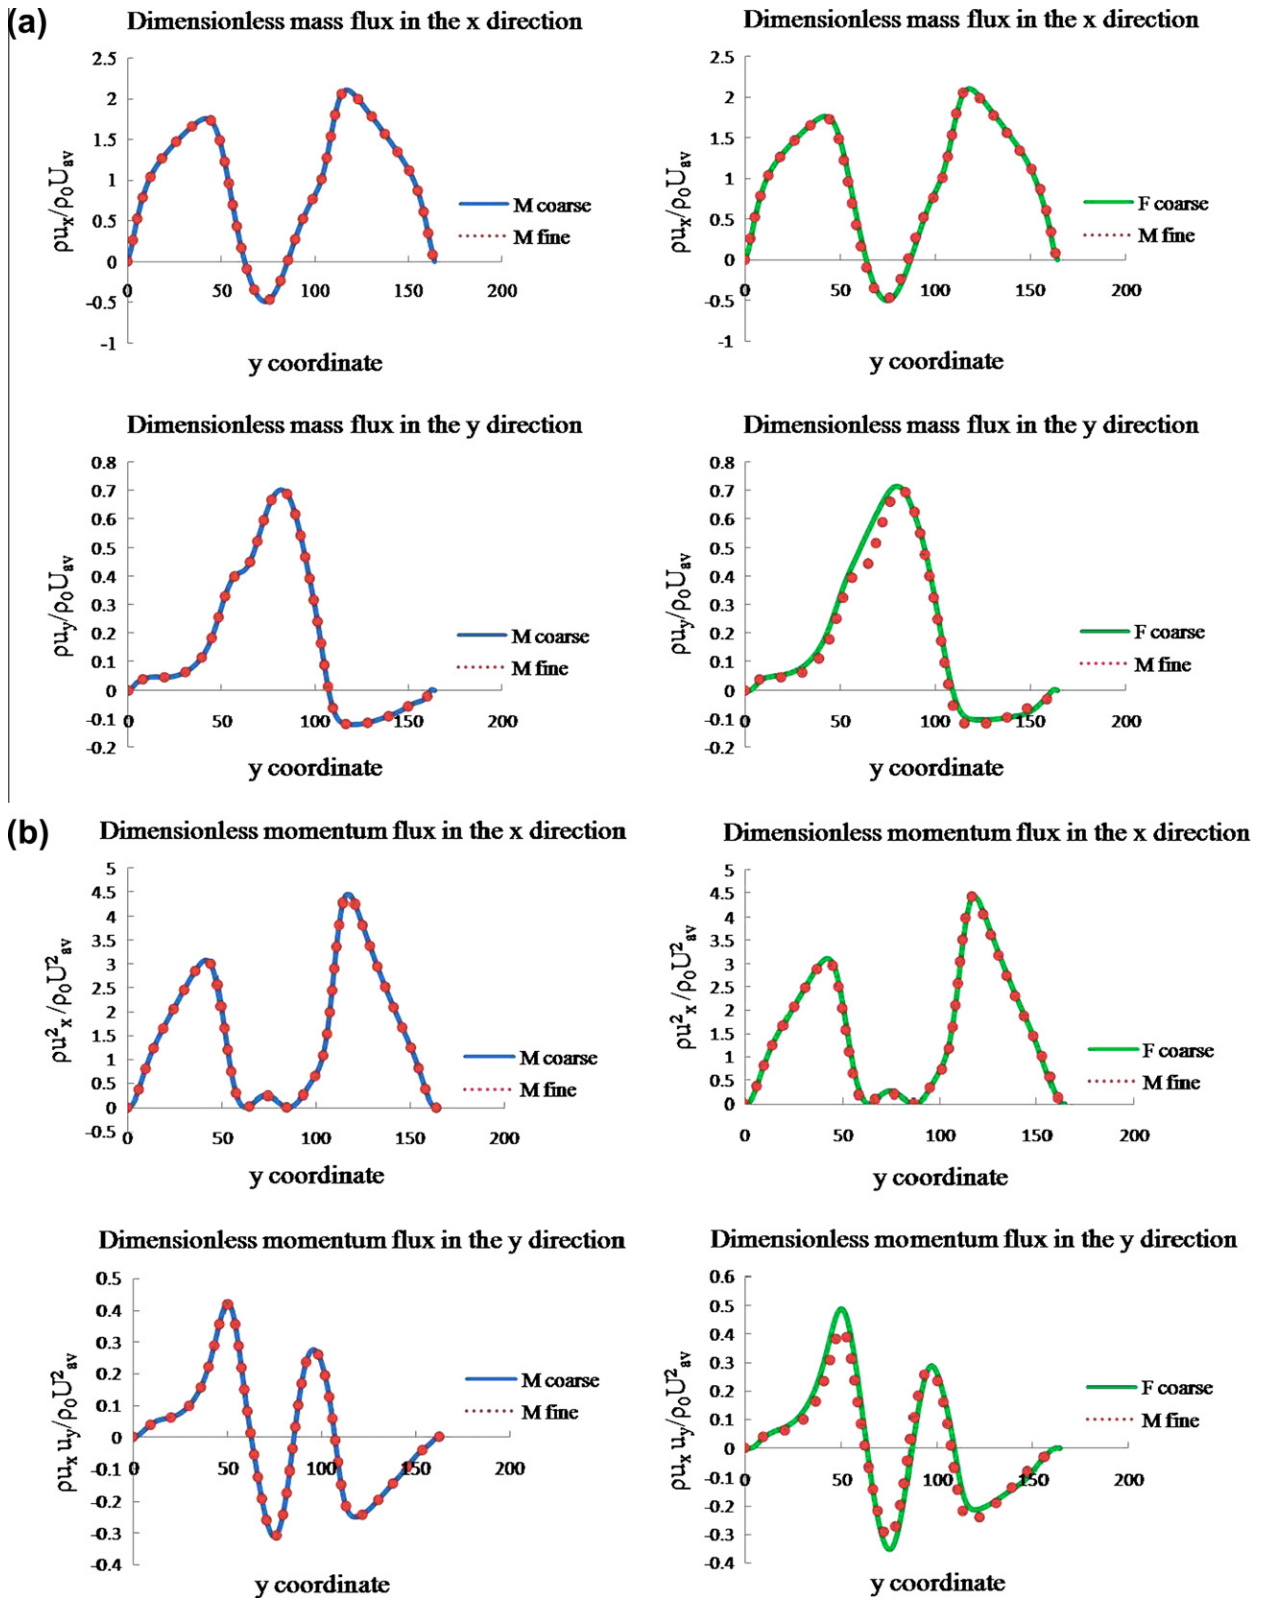 (a)
Dimensionless mass flux in the x direction
2.5
2
1.5
1
0.5
0
-0.5
-1
0 50 100 150 200
ρuₓ/ρ₀Uav
y coordinate
M coarse
M fine
Dimensionless mass flux in the x direction
2.5
2
1.5
1
0.5
0
-0.5
-1
0 50 100 150 200
ρuₓ/ρ₀Uav
y coordinate
F coarse
M fine
Dimensionless mass flux in the y direction
0.8
0.7
0.6
0.5
0.4
0.3
0.2
0.1
0
-0.1
-0.2
0 50 100 150 200
ρuy/ρ₀Uav
y coordinate
M coarse
M fine
Dimensionless mass flux in the y direction
0.8
0.7
0.6
0.5
0.4
0.3
0.2
0.1
0
-0.1
-0.2
0 50 100 150 200
ρuy/ρ₀Uav
y coordinate
F coarse
M fine
(b)
Dimensionless momentum flux in the x direction
5
4.5
4
3.5
3
2.5
2
1.5
1
0.5
0
-0.5
0 50 100 150 200
ρu²ₓ/ρ₀U²av
y coordinate
M coarse
M fine
Dimensionless momentum flux in the x direction
5
4.5
4
3.5
3
2.5
2
1.5
1
0.5
0
0 50 100 150 200
ρu²ₓ/ρ₀U²av
y coordinate
F coarse
M fine
Dimensionless momentum flux in the y direction
0.5
0.4
0.3
0.2
0.1
0
-0.1
-0.2
-0.3
-0.4
0 50 100 150 200
ρuₓ uy/ρ₀U²av
y coordinate
M coarse
M fine
Dimensionless momentum flux in the y direction
0.6
0.5
0.4
0.3
0.2
0.1
0
-0.1
-0.2
-0.3
-0.4
0 50 100 150 200
ρuₓ uy/ρ₀U²av
y coordinate
F coarse
M fine